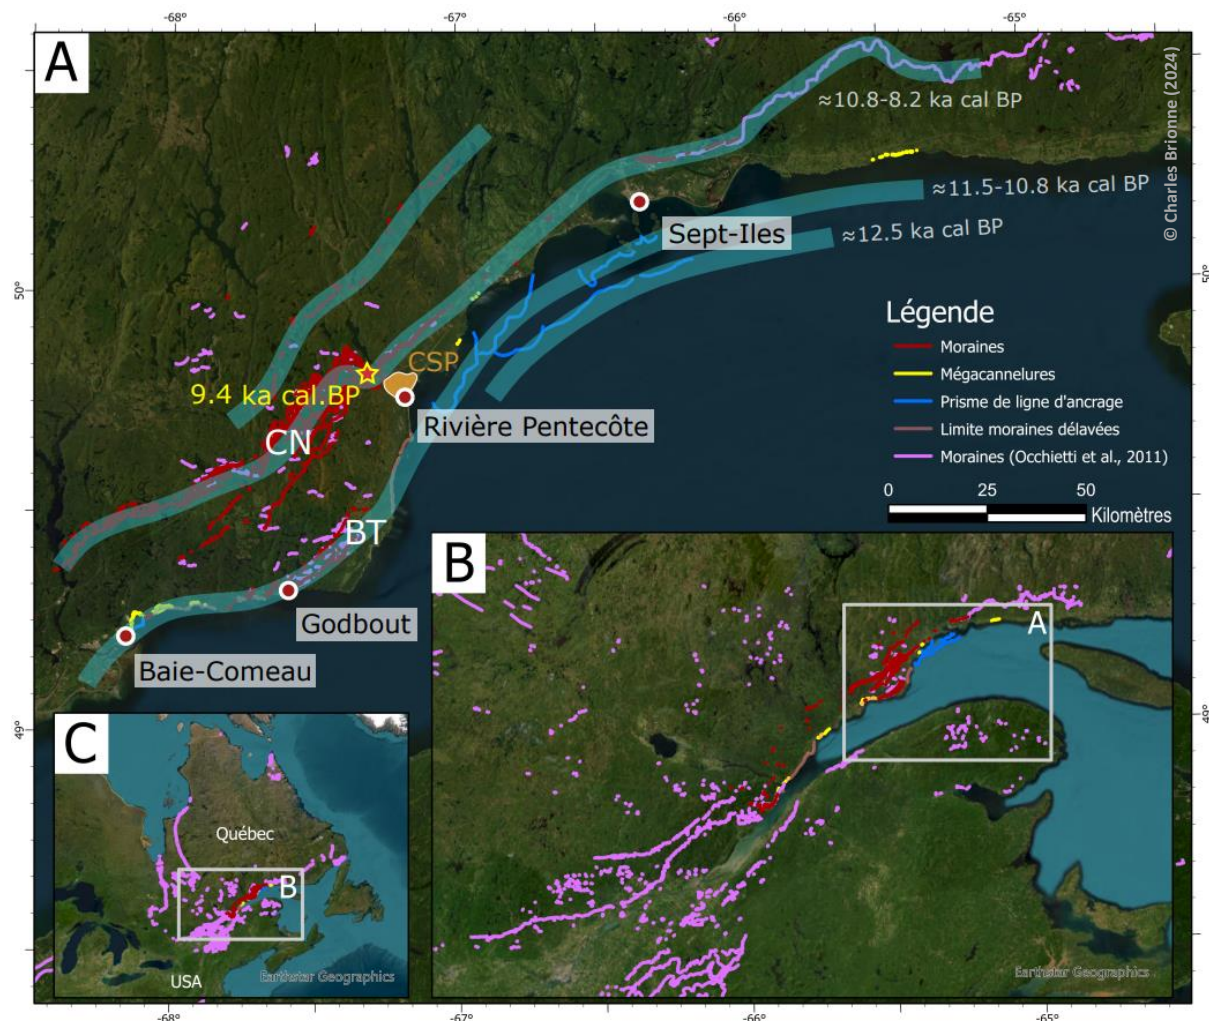 -68°
-67°
-66°
-65°
A
≈10.8-8.2 ka cal BP
© Charles Brionne (2024)
≈11.5-10.8 ka cal BP
Sept-Iles
≈12.5 ka cal BP
50°
50°
Légende
Moraines
Mégacannelures
Prisme de ligne d'ancrage
Limite moraines délavées
Moraines (Occhietti et al., 2011)
0 25 50
Kilomètres
CSP
9.4 ka cal.BP
Rivière Pentecôte
CN
BT
Godbout
Baie-Comeau
B
A
49°
49°
C
Québec
B
USA
Earthstar Geographics
Earthstar Geographics
-68°
-67°
-66°
-65°